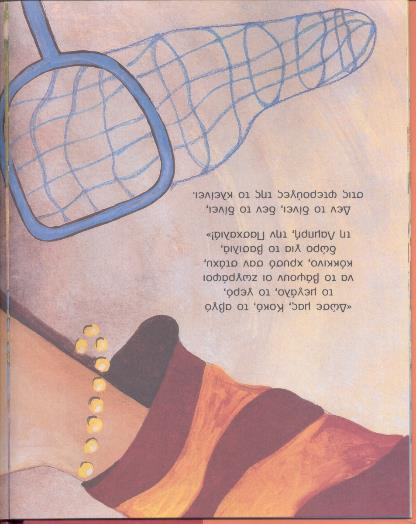 «Δώσε μας, Κοκό, το αβγό
το μεγάλο, το γερό,
να το βάψουν οι ζωγράφοι
κόκκινο, χρυσό σαν στάχυ,
δώρο για το βασιλιά,
τη Λαμπρή, την Πασχαλιά!»
Δεν το δίνει, δεν το δίνει,
στις φτερούγες της το κλείνει.